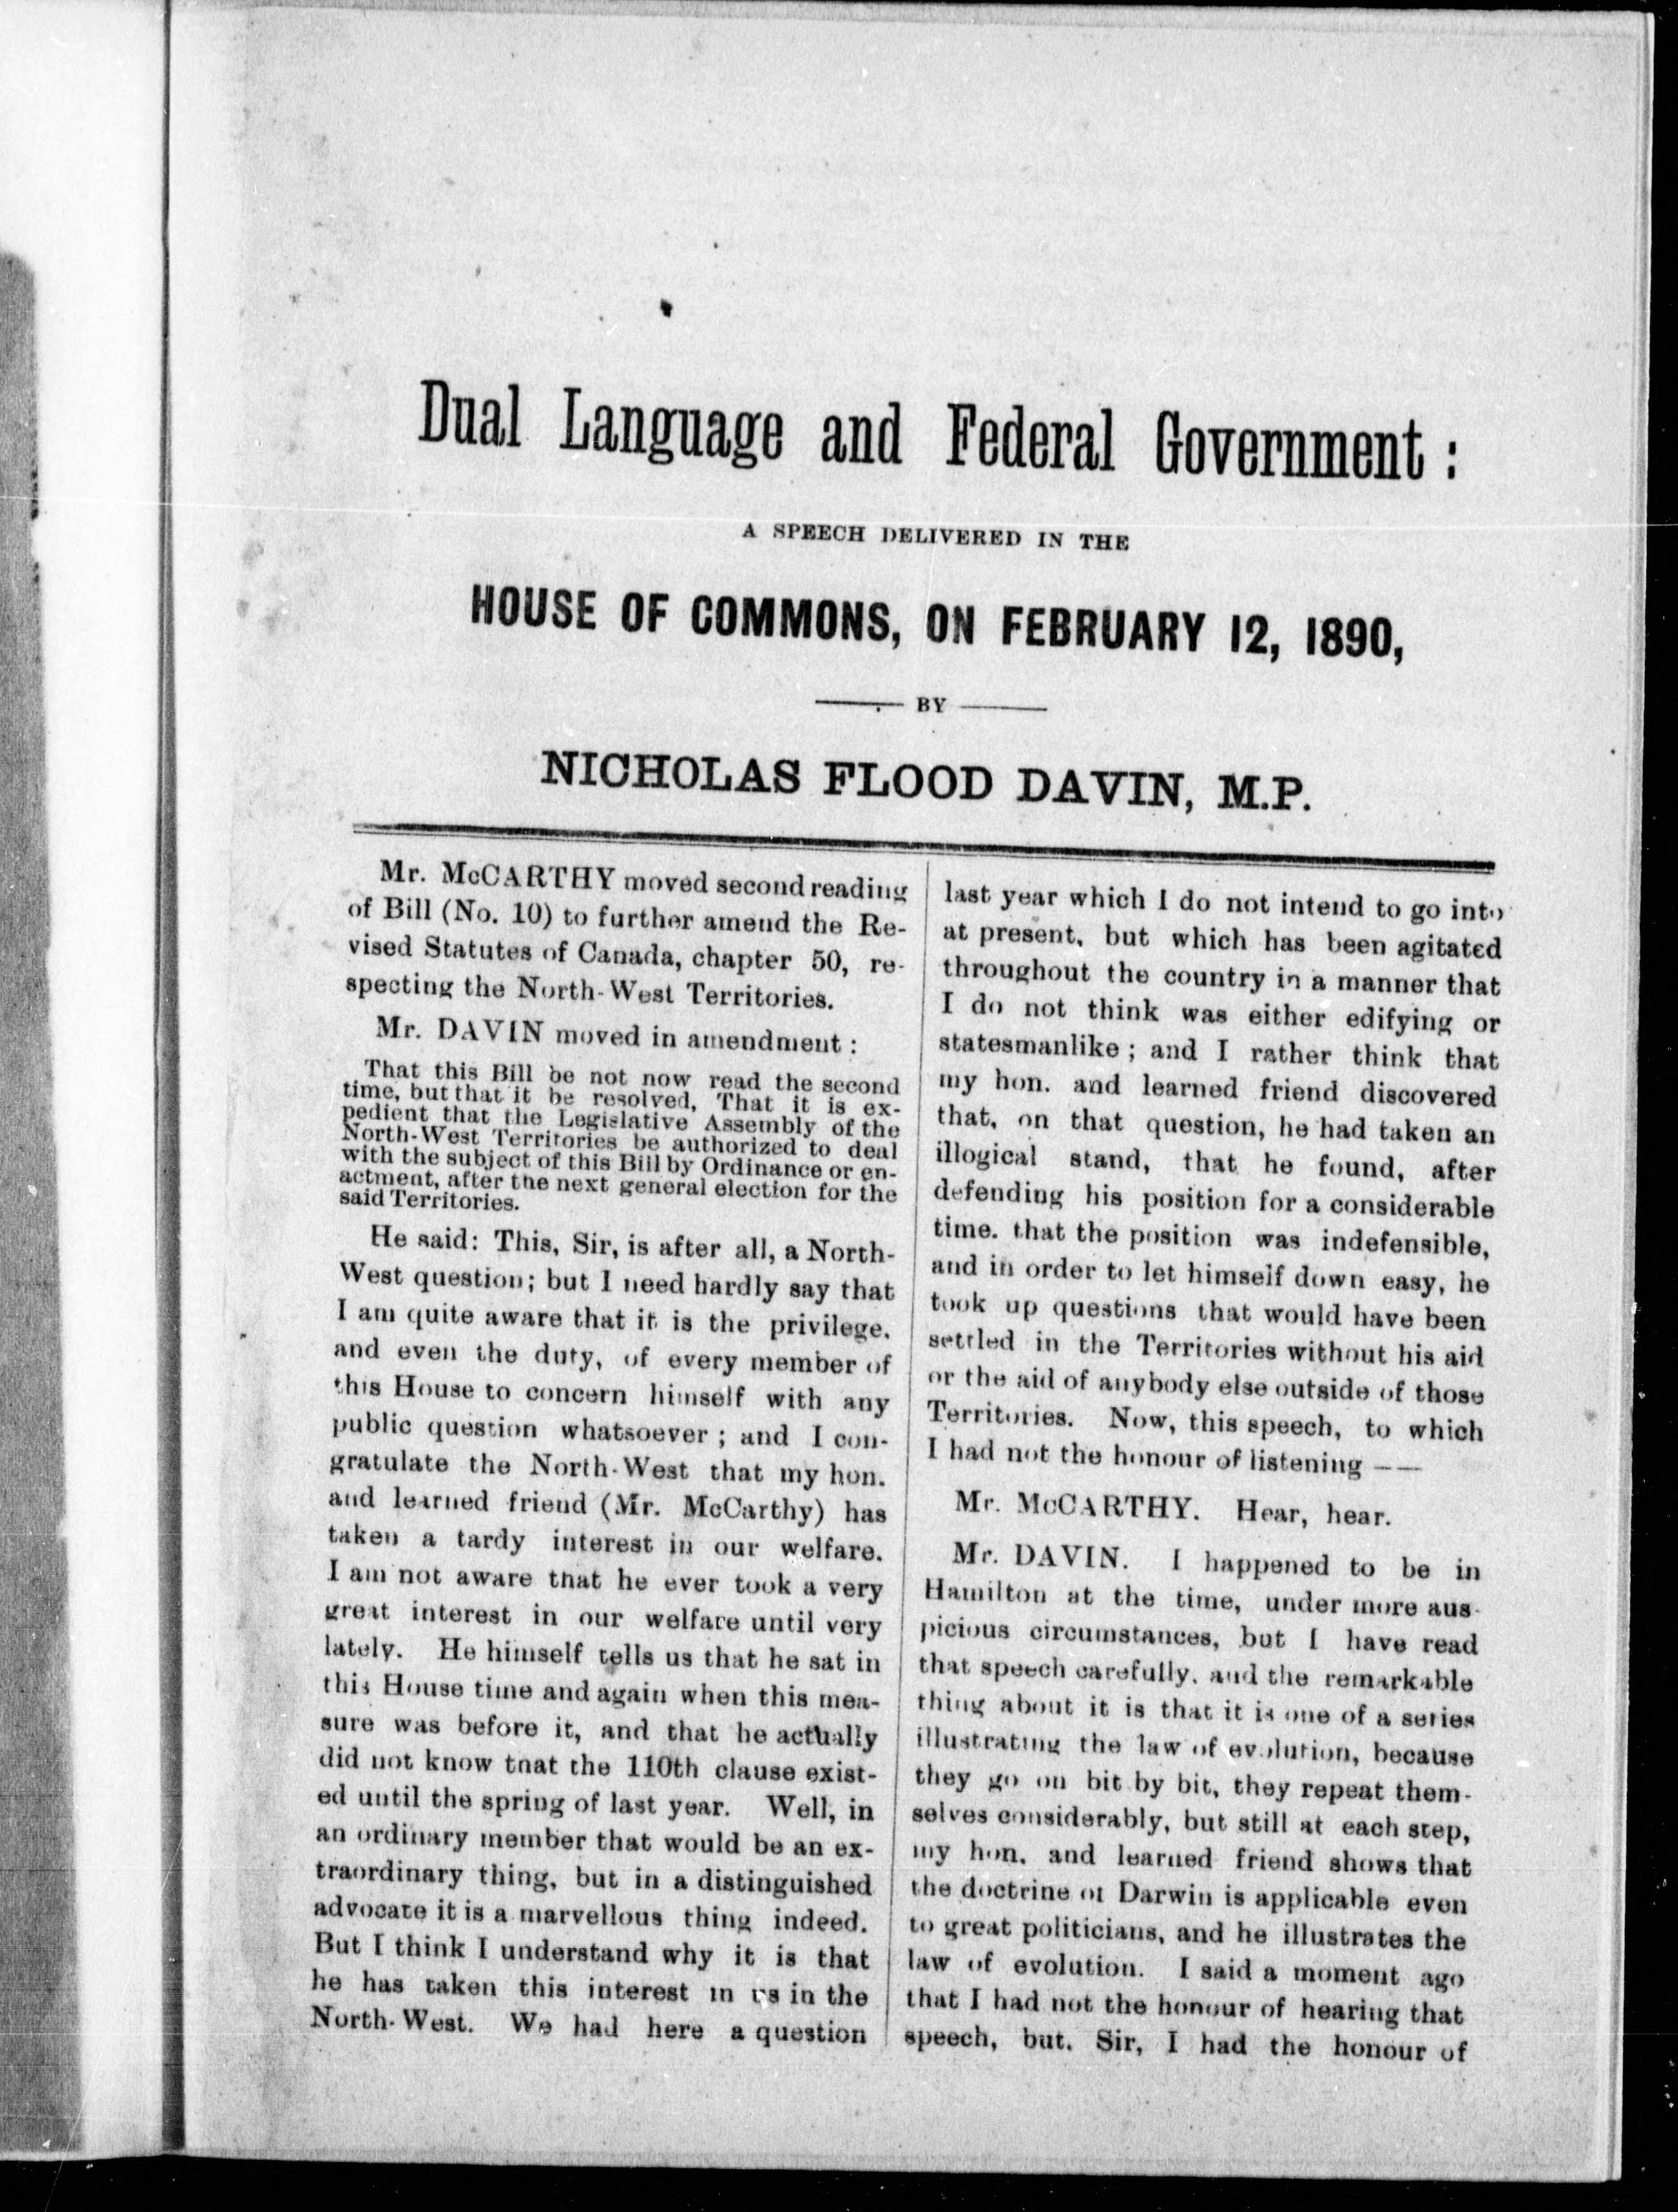 Dual Language and Federal Government :
A SPEECH DELIVERED IN THE
HOUSE OF COMMONS, ON FEBRUARY 12, 1890,
BY
NICHOLAS FLOOD DAVIN, M.P.
Mr. McCARTHY moved second reading
of Bill (No. 10) to further amend the Re-
vised Statutes of Canada, chapter 50, re-
specting the North-West Territories.
Mr. DAVIN moved in amendment :
That this Bill be not now read the second
time, but that it be resolved, That it is ex-
pedient that the Legislative Assembly of the
North-West Territories be authorized to deal
with the subject of this Bill by Ordinance or en-
actment, after the next general election for the
said Territories.
He said: This, Sir, is after all, a North-
West question; but I need hardly say that
I am quite aware that it is the privilege,
and even the duty, of every member of
this House to concern himself with any
public question whatsoever ; and I con-
gratulate the North-West that my hon.
and learned friend (Mr. McCarthy) has
taken a tardy interest in our welfare.
I am not aware that he ever took a very
great interest in our welfare until very
lately. He himself tells us that he sat in
this House time and again when this mea-
sure was before it, and that he actually
did not know tnat the 110th clause exist-
ed until the spring of last year. Well, in
an ordinary member that would be an ex-
traordinary thing, but in a distinguished
advocate it is a marvellous thing indeed.
But I think I understand why it is that
he has taken this interest in us in the
North-West. We had here a question
last year which I do not intend to go into
at present, but which has been agitated
throughout the country in a manner that
I do not think was either edifying or
statesmanlike ; and I rather think that
my hon. and learned friend discovered
that, on that question, he had taken an
illogical stand, that he found, after
defending his position for a considerable
time. that the position was indefensible,
and in order to let himself down easy, he
took up questions that would have been
settled in the Territories without his aid
or the aid of anybody else outside of those
Territories. Now, this speech, to which
I had not the honour of listening ——
Mr. McCARTHY. Hear, hear.
Mr. DAVIN. I happened to be in
Hamilton at the time, under more aus-
picious circumstances, but I have read
that speech carefully, and the remarkable
thing about it is that it is one of a series
illustrating the law of evolution, because
they go on bit by bit, they repeat them-
selves considerably, but still at each step,
my hon. and learned friend shows that
the doctrine of Darwin is applicable even
to great politicians, and he illustrates the
law of evolution. I said a moment ago
that I had not the honour of hearing that
speech, but. Sir, I had the honour of